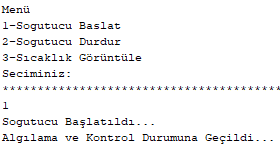 Menü
1-Sogutucu Baslat
2-Sogutucu Durdur
3-Sıcaklık Görüntüle
Seciminiz:
****************************************
1
Sogutucu Başlatıldı...
Algılama ve Kontrol Durumuna Geçildi...